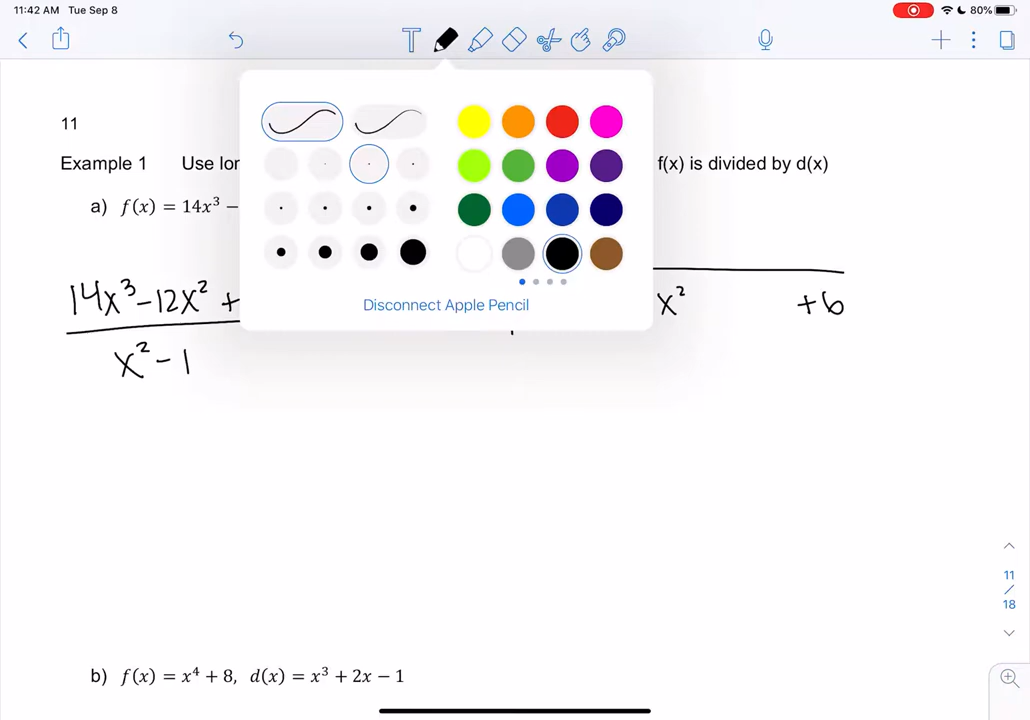 11:42 AM Tue Sep 8
80%
T
11
Example 1 Use lon
f(x) is divided by d(x)
a) f(x) = 14x³ −
14x³ − 12x² +
x² + 6
x² − 1
Disconnect Apple Pencil
11
/
18
b) f(x) = x⁴ + 8, d(x) = x³ + 2x − 1